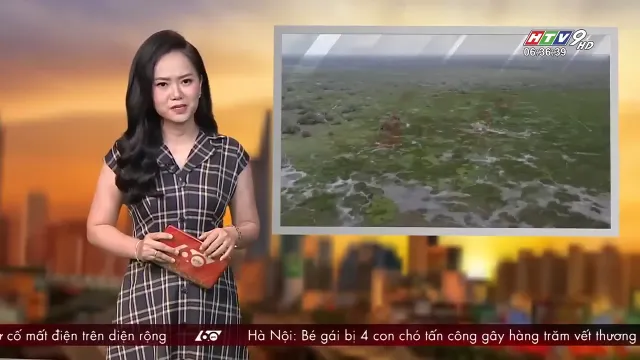 HTV9 HD
06:36:39
ự cố mất điện trên diện rộng
Hà Nội: Bé gái bị 4 con chó tấn công gây hàng trăm vết thương